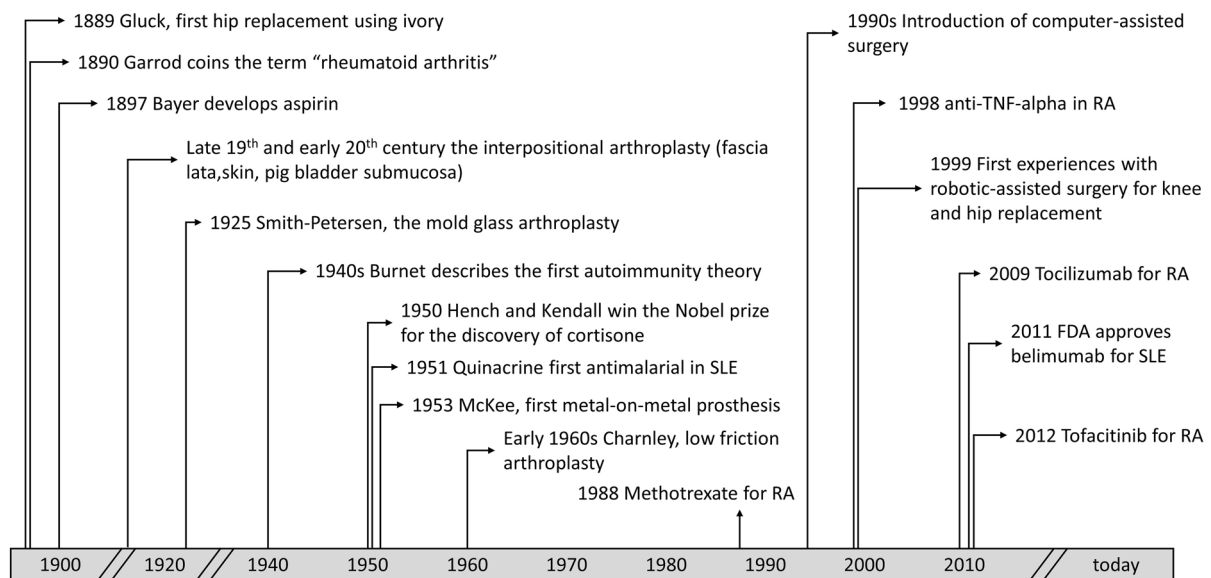 1889 Gluck, first hip replacement using ivory
1890 Garrod coins the term “rheumatoid arthritis”
1897 Bayer develops aspirin
Late 19th and early 20th century the interpositional arthroplasty (fascia
lata,skin, pig bladder submucosa)
1925 Smith-Petersen, the mold glass arthroplasty
1940s Burnet describes the first autoimmunity theory
1950 Hench and Kendall win the Nobel prize
for the discovery of cortisone
1951 Quinacrine first antimalarial in SLE
1953 McKee, first metal-on-metal prosthesis
Early 1960s Charnley, low friction
arthroplasty
1988 Methotrexate for RA
1990s Introduction of computer-assisted
surgery
1998 anti-TNF-alpha in RA
1999 First experiences with
robotic-assisted surgery for knee
and hip replacement
2009 Tocilizumab for RA
2011 FDA approves
belimumab for SLE
2012 Tofacitinib for RA
1900 1920 1940 1950 1960 1970 1980 1990 2000 2010 today